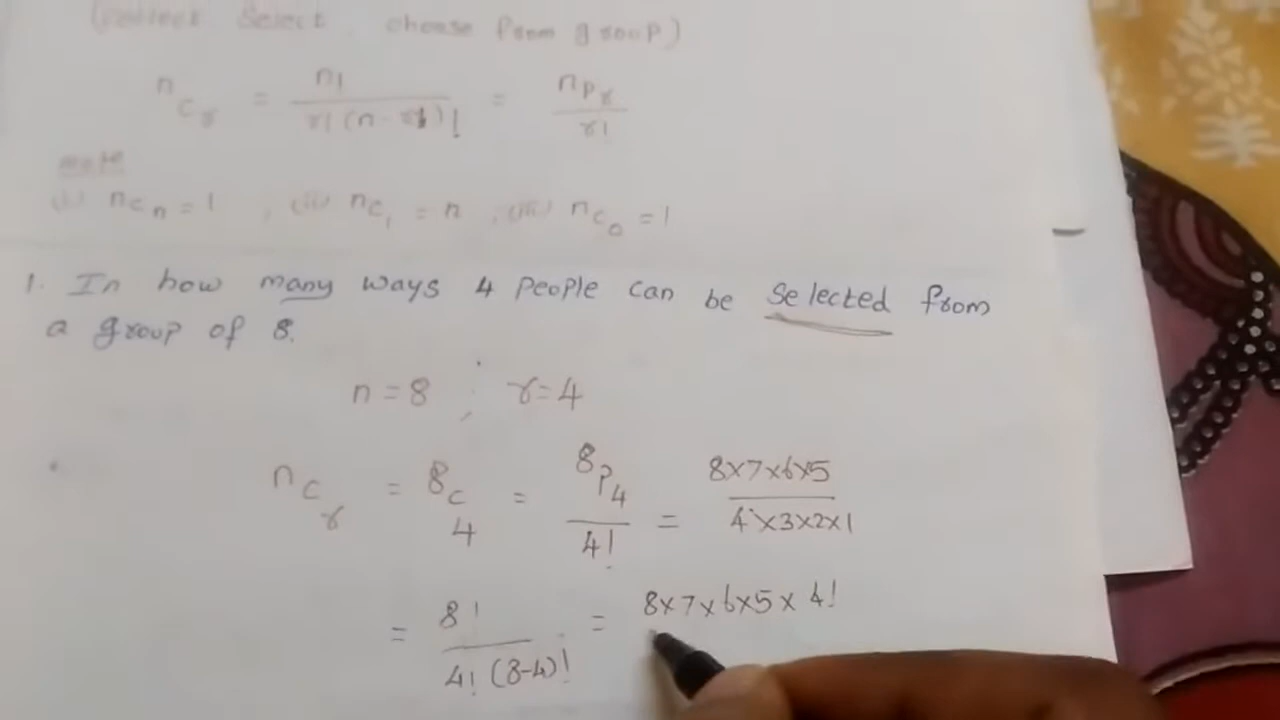 Select, choose from group)
nCr = n! / r!(n-r)! = nPr / r!
Note
(i) nCn = 1 , (ii) nC1 = n , (iii) nC0 = 1
1. In how many ways 4 people can be selected from
a group of 8.
n = 8 ; r = 4
nCr = 8C4 = 8P4 / 4! = 8×7×6×5 / 4×3×2×1
= 8! / 4! (8-4)! = 8×7×6×5×4!